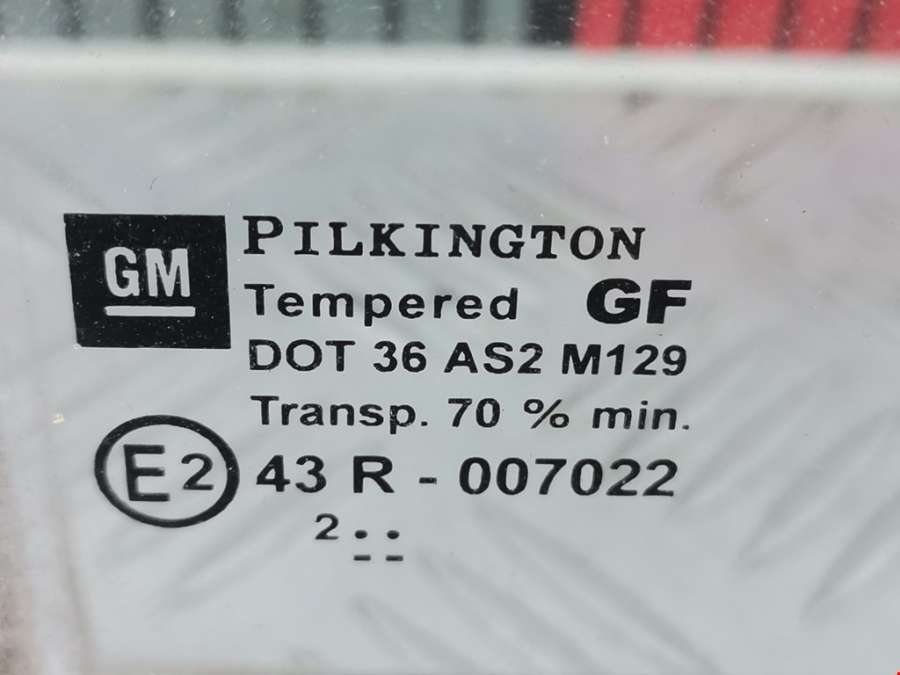 GM
PILKINGTON
Tempered GF
DOT 36 AS2 M129
Transp. 70 % min.
E2 43 R - 007022
2